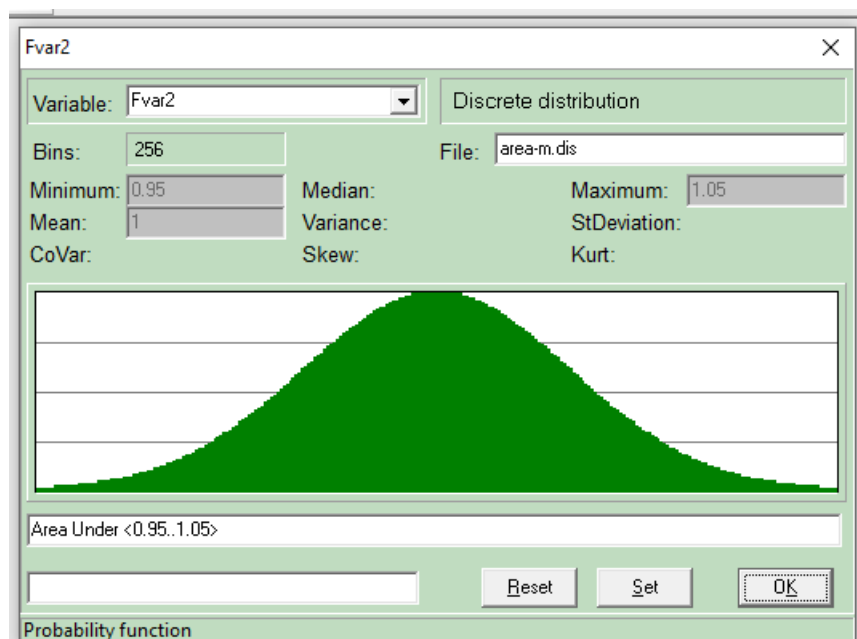 Fvar2
Variable: Fvar2 Discrete distribution
Bins: 256 File: area-m.dis
Minimum: 0.95 Median: Maximum: 1.05
Mean: 1 Variance: StDeviation:
CoVar: Skew: Kurt:
Area Under <0.95..1.05>
Reset Set OK
Probability function